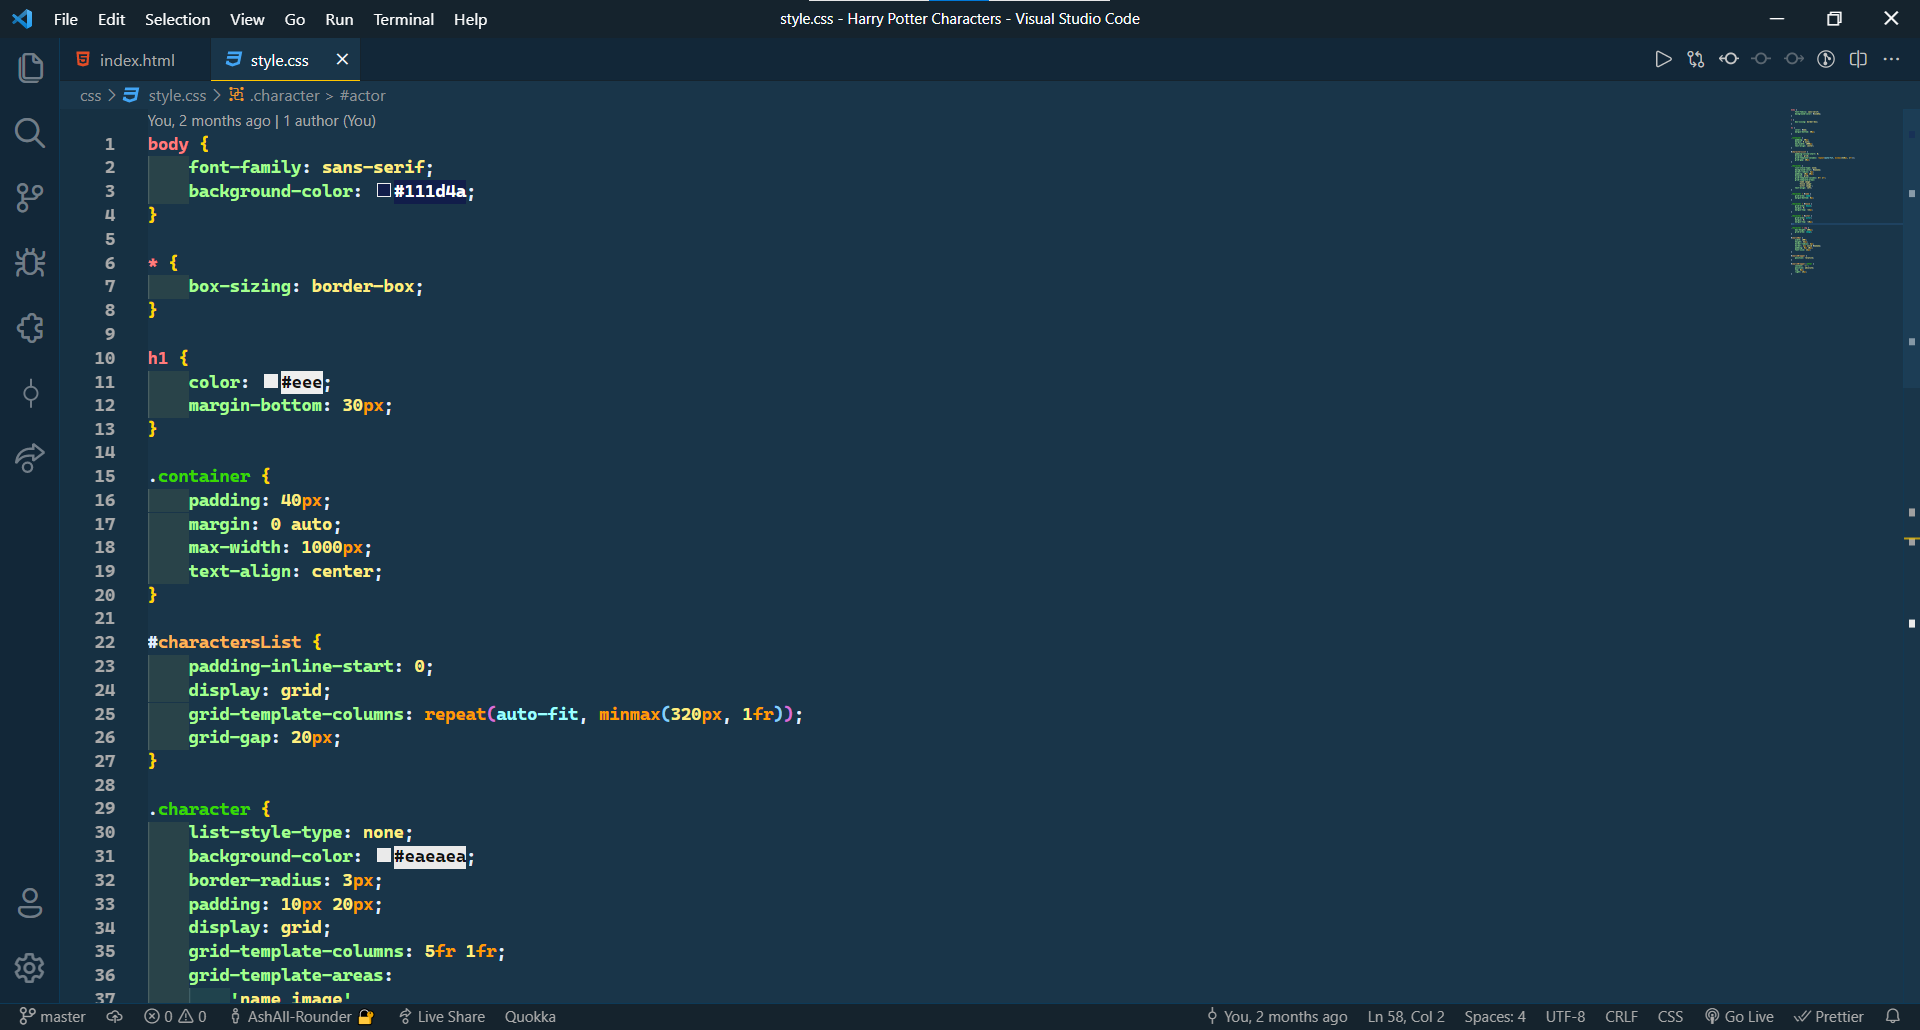 File Edit Selection View Go Run Terminal Help
style.css - Harry Potter Characters - Visual Studio Code
index.html
style.css
css > style.css > .character > #actor
You, 2 months ago | 1 author (You)
1 body {
2 font-family: sans-serif;
3 background-color: #111d4a;
4 }
5
6 * {
7 box-sizing: border-box;
8 }
9
10 h1 {
11 color: #eee;
12 margin-bottom: 30px;
13 }
14
15 .container {
16 padding: 40px;
17 margin: 0 auto;
18 max-width: 1000px;
19 text-align: center;
20 }
21
22 #charactersList {
23 padding-inline-start: 0;
24 display: grid;
25 grid-template-columns: repeat(auto-fit, minmax(320px, 1fr));
26 grid-gap: 20px;
27 }
28
29 .character {
30 list-style-type: none;
31 background-color: #eaeaea;
32 border-radius: 3px;
33 padding: 10px 20px;
34 display: grid;
35 grid-template-columns: 5fr 1fr;
36 grid-template-areas:
37 'name image'
master 0 0 AshAll-Rounder Live Share Quokka You, 2 months ago Ln 58, Col 2 Spaces: 4 UTF-8 CRLF CSS Go Live Prettier